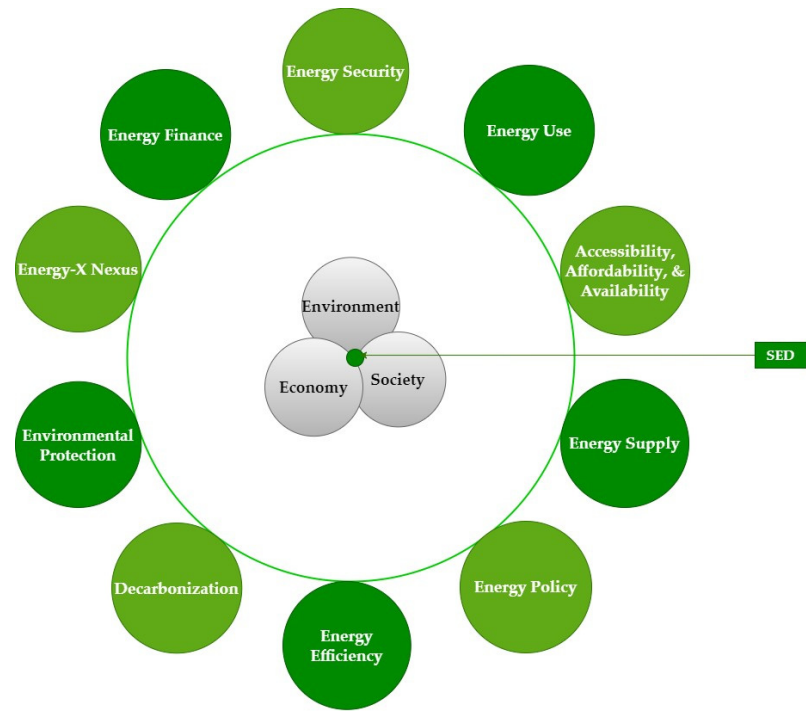 Energy Security
Energy Use
Energy Finance
Accessibility,
Affordability, &
Availability
Energy-X Nexus
Environment
SED
Economy
Society
Environmental
Protection
Energy Supply
Decarbonization
Energy Policy
Energy
Efficiency